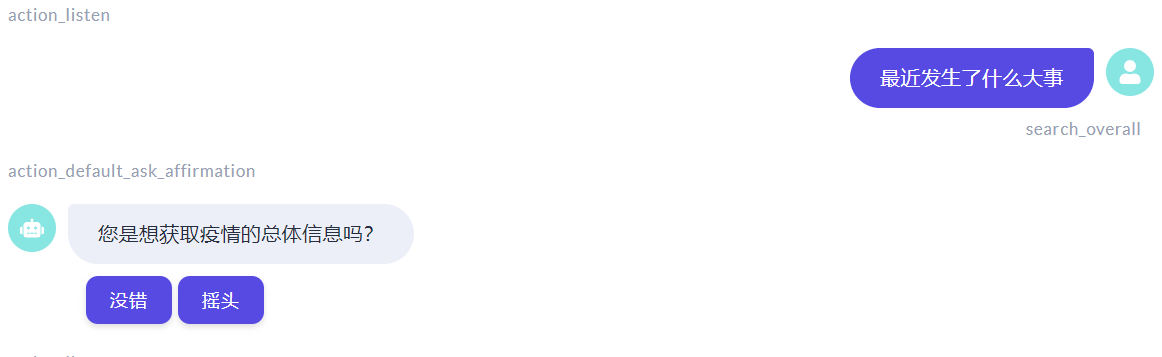 action_listen
最近发生了什么大事
search_overall
action_default_ask_affirmation
您是想获取疫情的总体信息吗?
没错 摇头